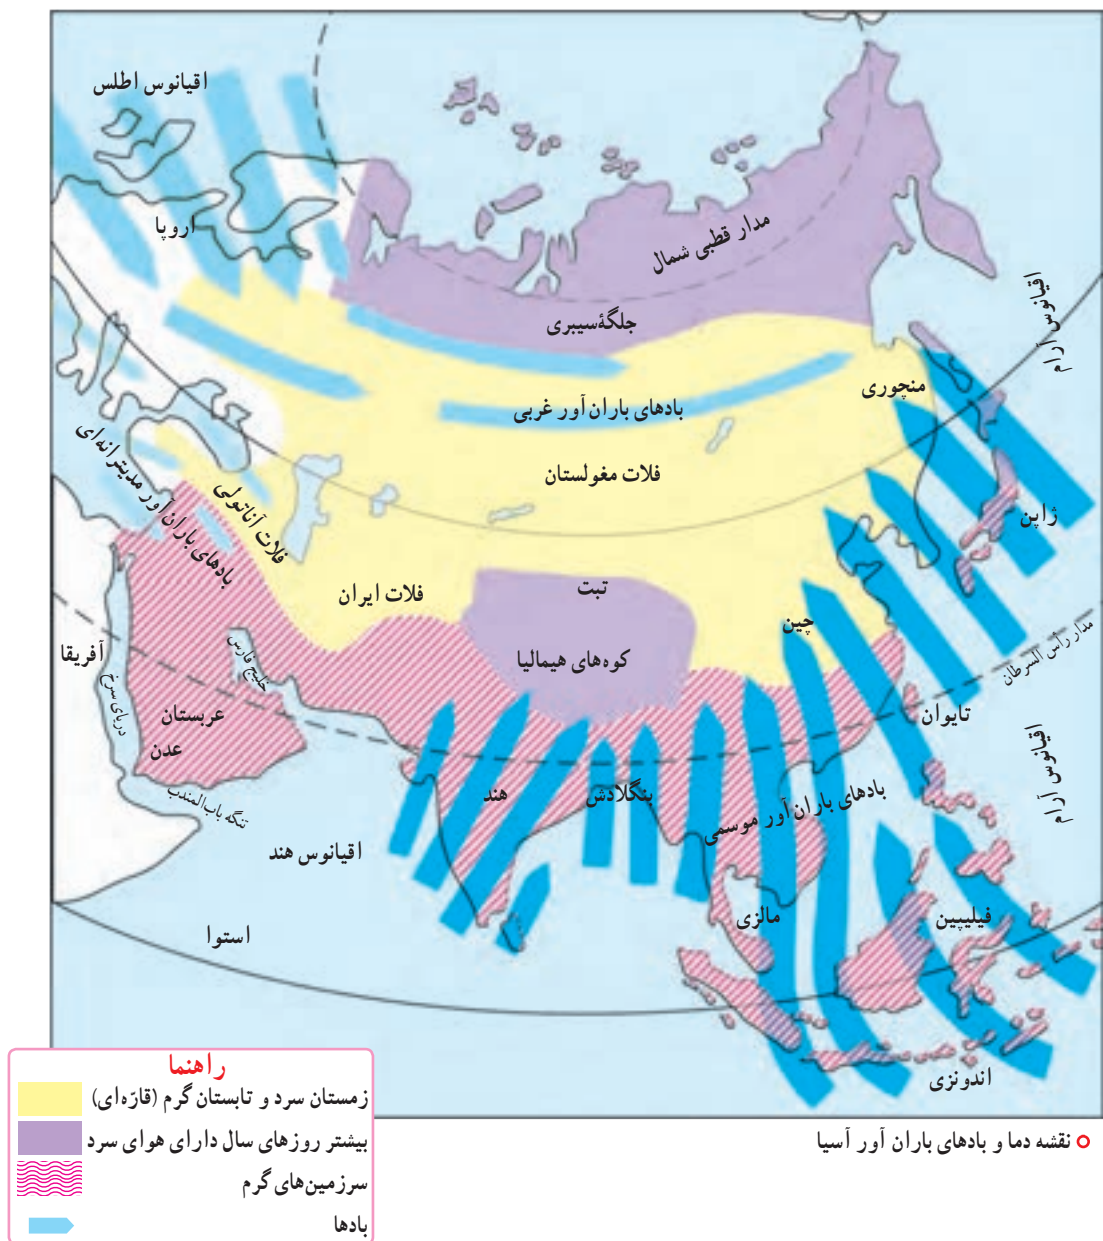 اقیانوس اطلس
اروپا
مدار قطبی شمال
جلگهٔ سیبری
اقیانوس آرام
منچوری
بادهای باران آور غربی
فلات مغولستان
بادهای باران آور مدیترانه‌ای
فلات آناتولی
ژاپن
فلات ایران
تبت
چین
کوه‌های هیمالیا
مدار رأس السرطان
آفریقا
دریای سرخ
خلیج فارس
عربستان
عدن
تنگه باب‌المندب
تایوان
اقیانوس آرام
هند
بنگلادش
بادهای باران آور موسمی
اقیانوس هند
استوا
مالزی
فیلیپین
اندونزی
راهنما
زمستان سرد و تابستان گرم (قارّه‌ای)
بیشتر روزهای سال دارای هوای سرد
سرزمین‌های گرم
بادها
نقشه دما و بادهای باران آور آسیا